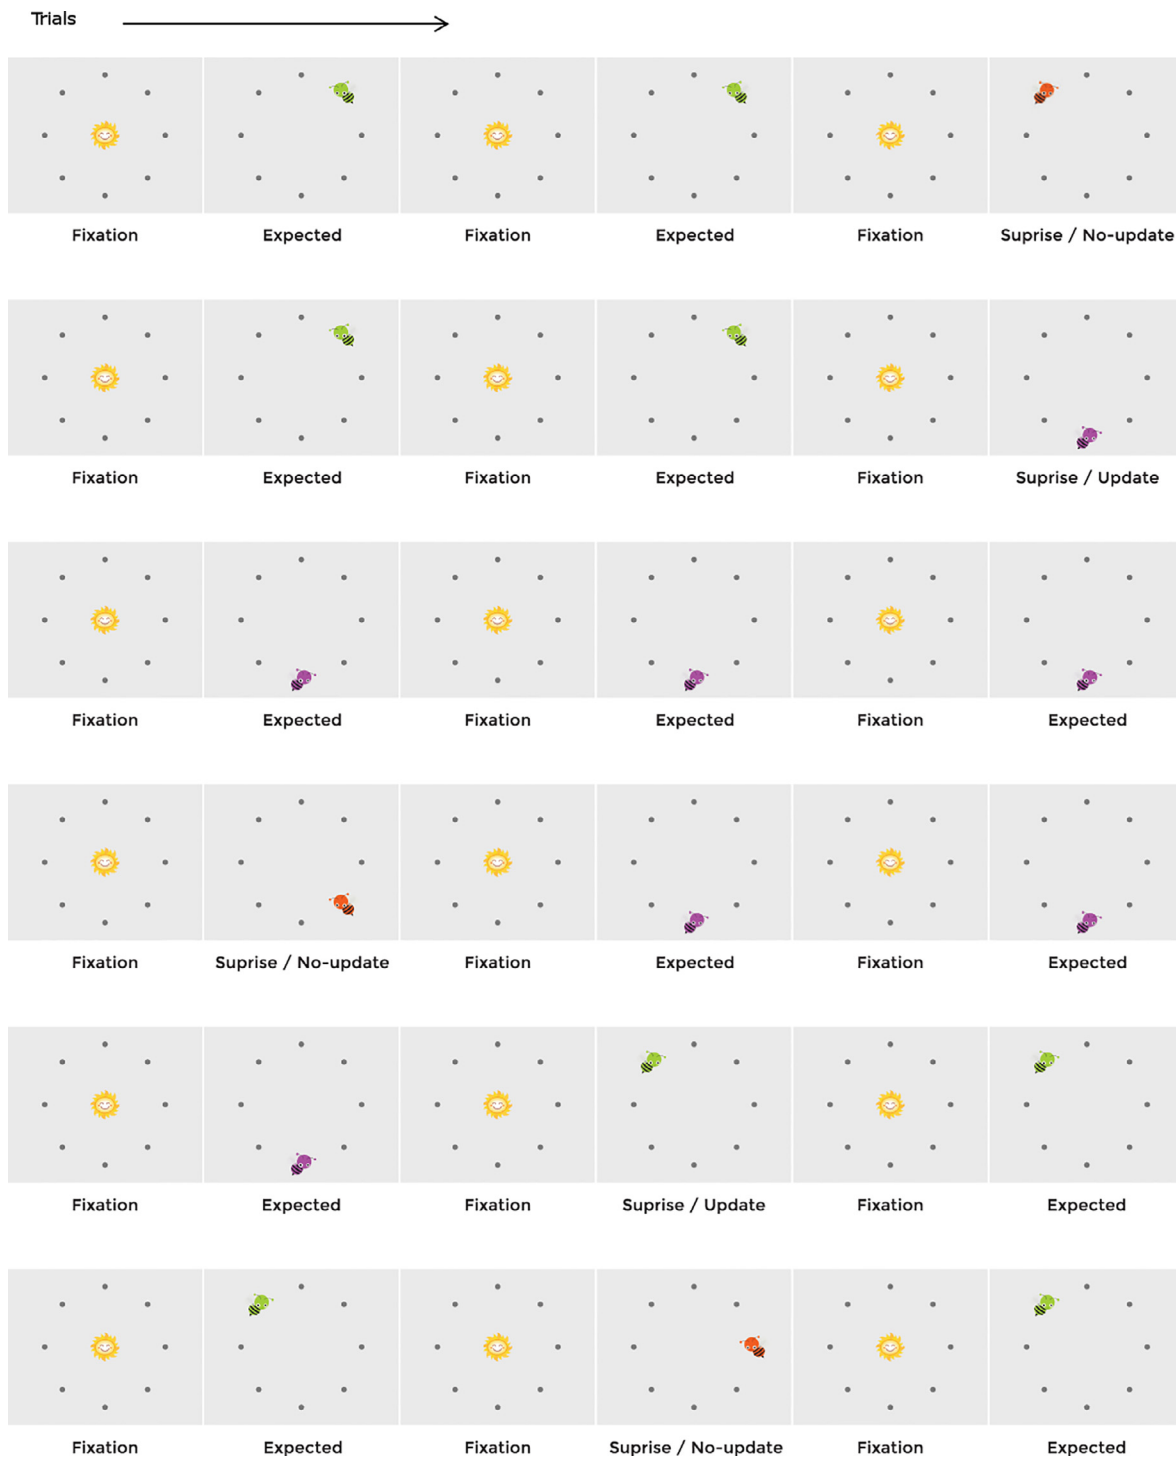 Trials
Fixation Expected Fixation Expected Fixation Suprise / No-update
Fixation Expected Fixation Expected Fixation Suprise / Update
Fixation Expected Fixation Expected Fixation Expected
Fixation Suprise / No-update Fixation Expected Fixation Expected
Fixation Expected Fixation Suprise / Update Fixation Expected
Fixation Expected Fixation Suprise / No-update Fixation Expected